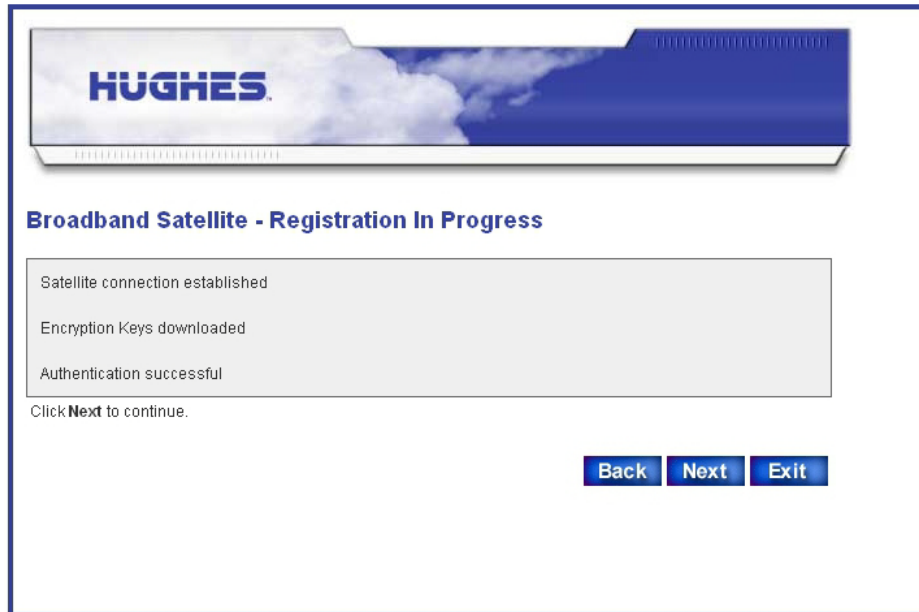 HUGHES
Broadband Satellite - Registration In Progress
Satellite connection established
Encryption Keys downloaded
Authentication successful
Click Next to continue.
Back Next Exit